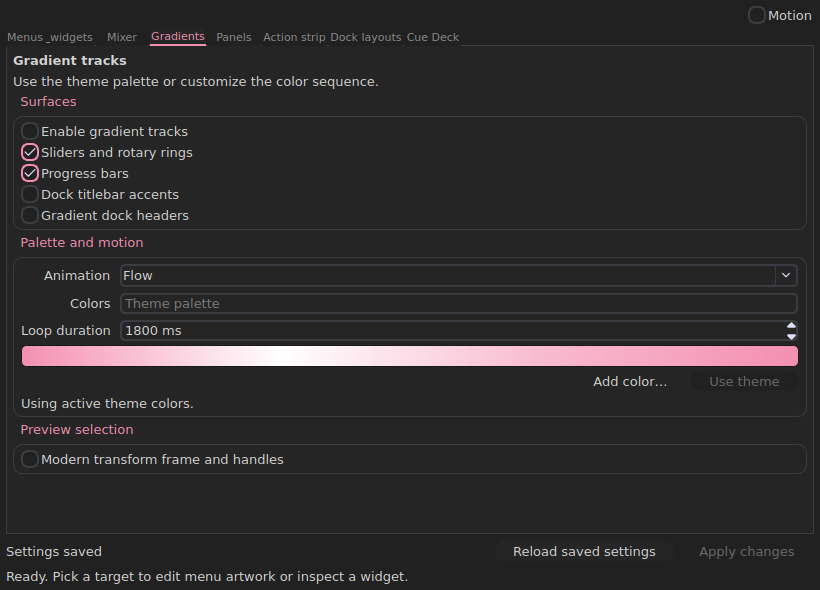 Motion
Menus _widgets Mixer Gradients Panels Action strip Dock layouts Cue Deck
Gradient tracks
Use the theme palette or customize the color sequence.
Surfaces
Enable gradient tracks
Sliders and rotary rings
Progress bars
Dock titlebar accents
Gradient dock headers
Palette and motion
Animation Flow
Colors Theme palette
Loop duration 1800 ms
Add color... Use theme
Using active theme colors.
Preview selection
Modern transform frame and handles
Settings saved Reload saved settings Apply changes
Ready. Pick a target to edit menu artwork or inspect a widget.